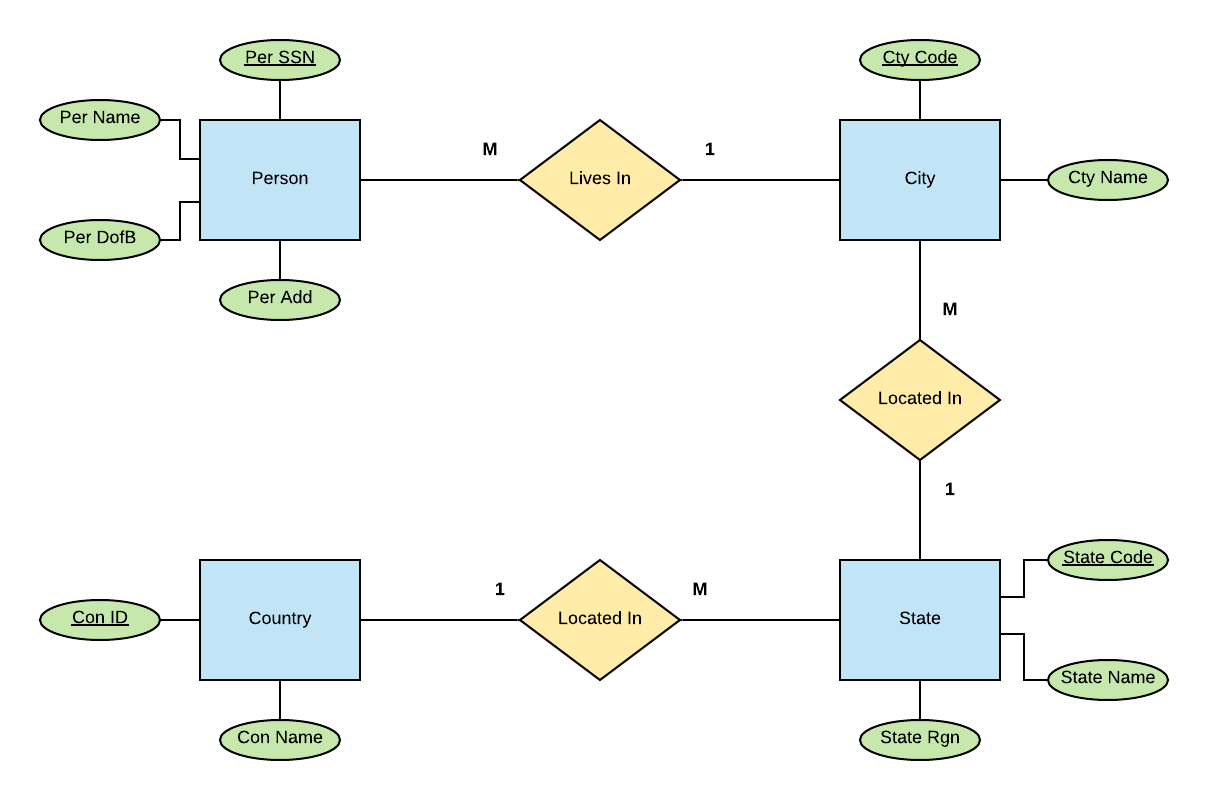 Per SSN
Cty Code
Per Name
M
1
Person
Lives In
City
Cty Name
Per DofB
Per Add
M
Located In
1
State Code
1
M
Con ID
Country
Located In
State
State Name
Con Name
State Rgn